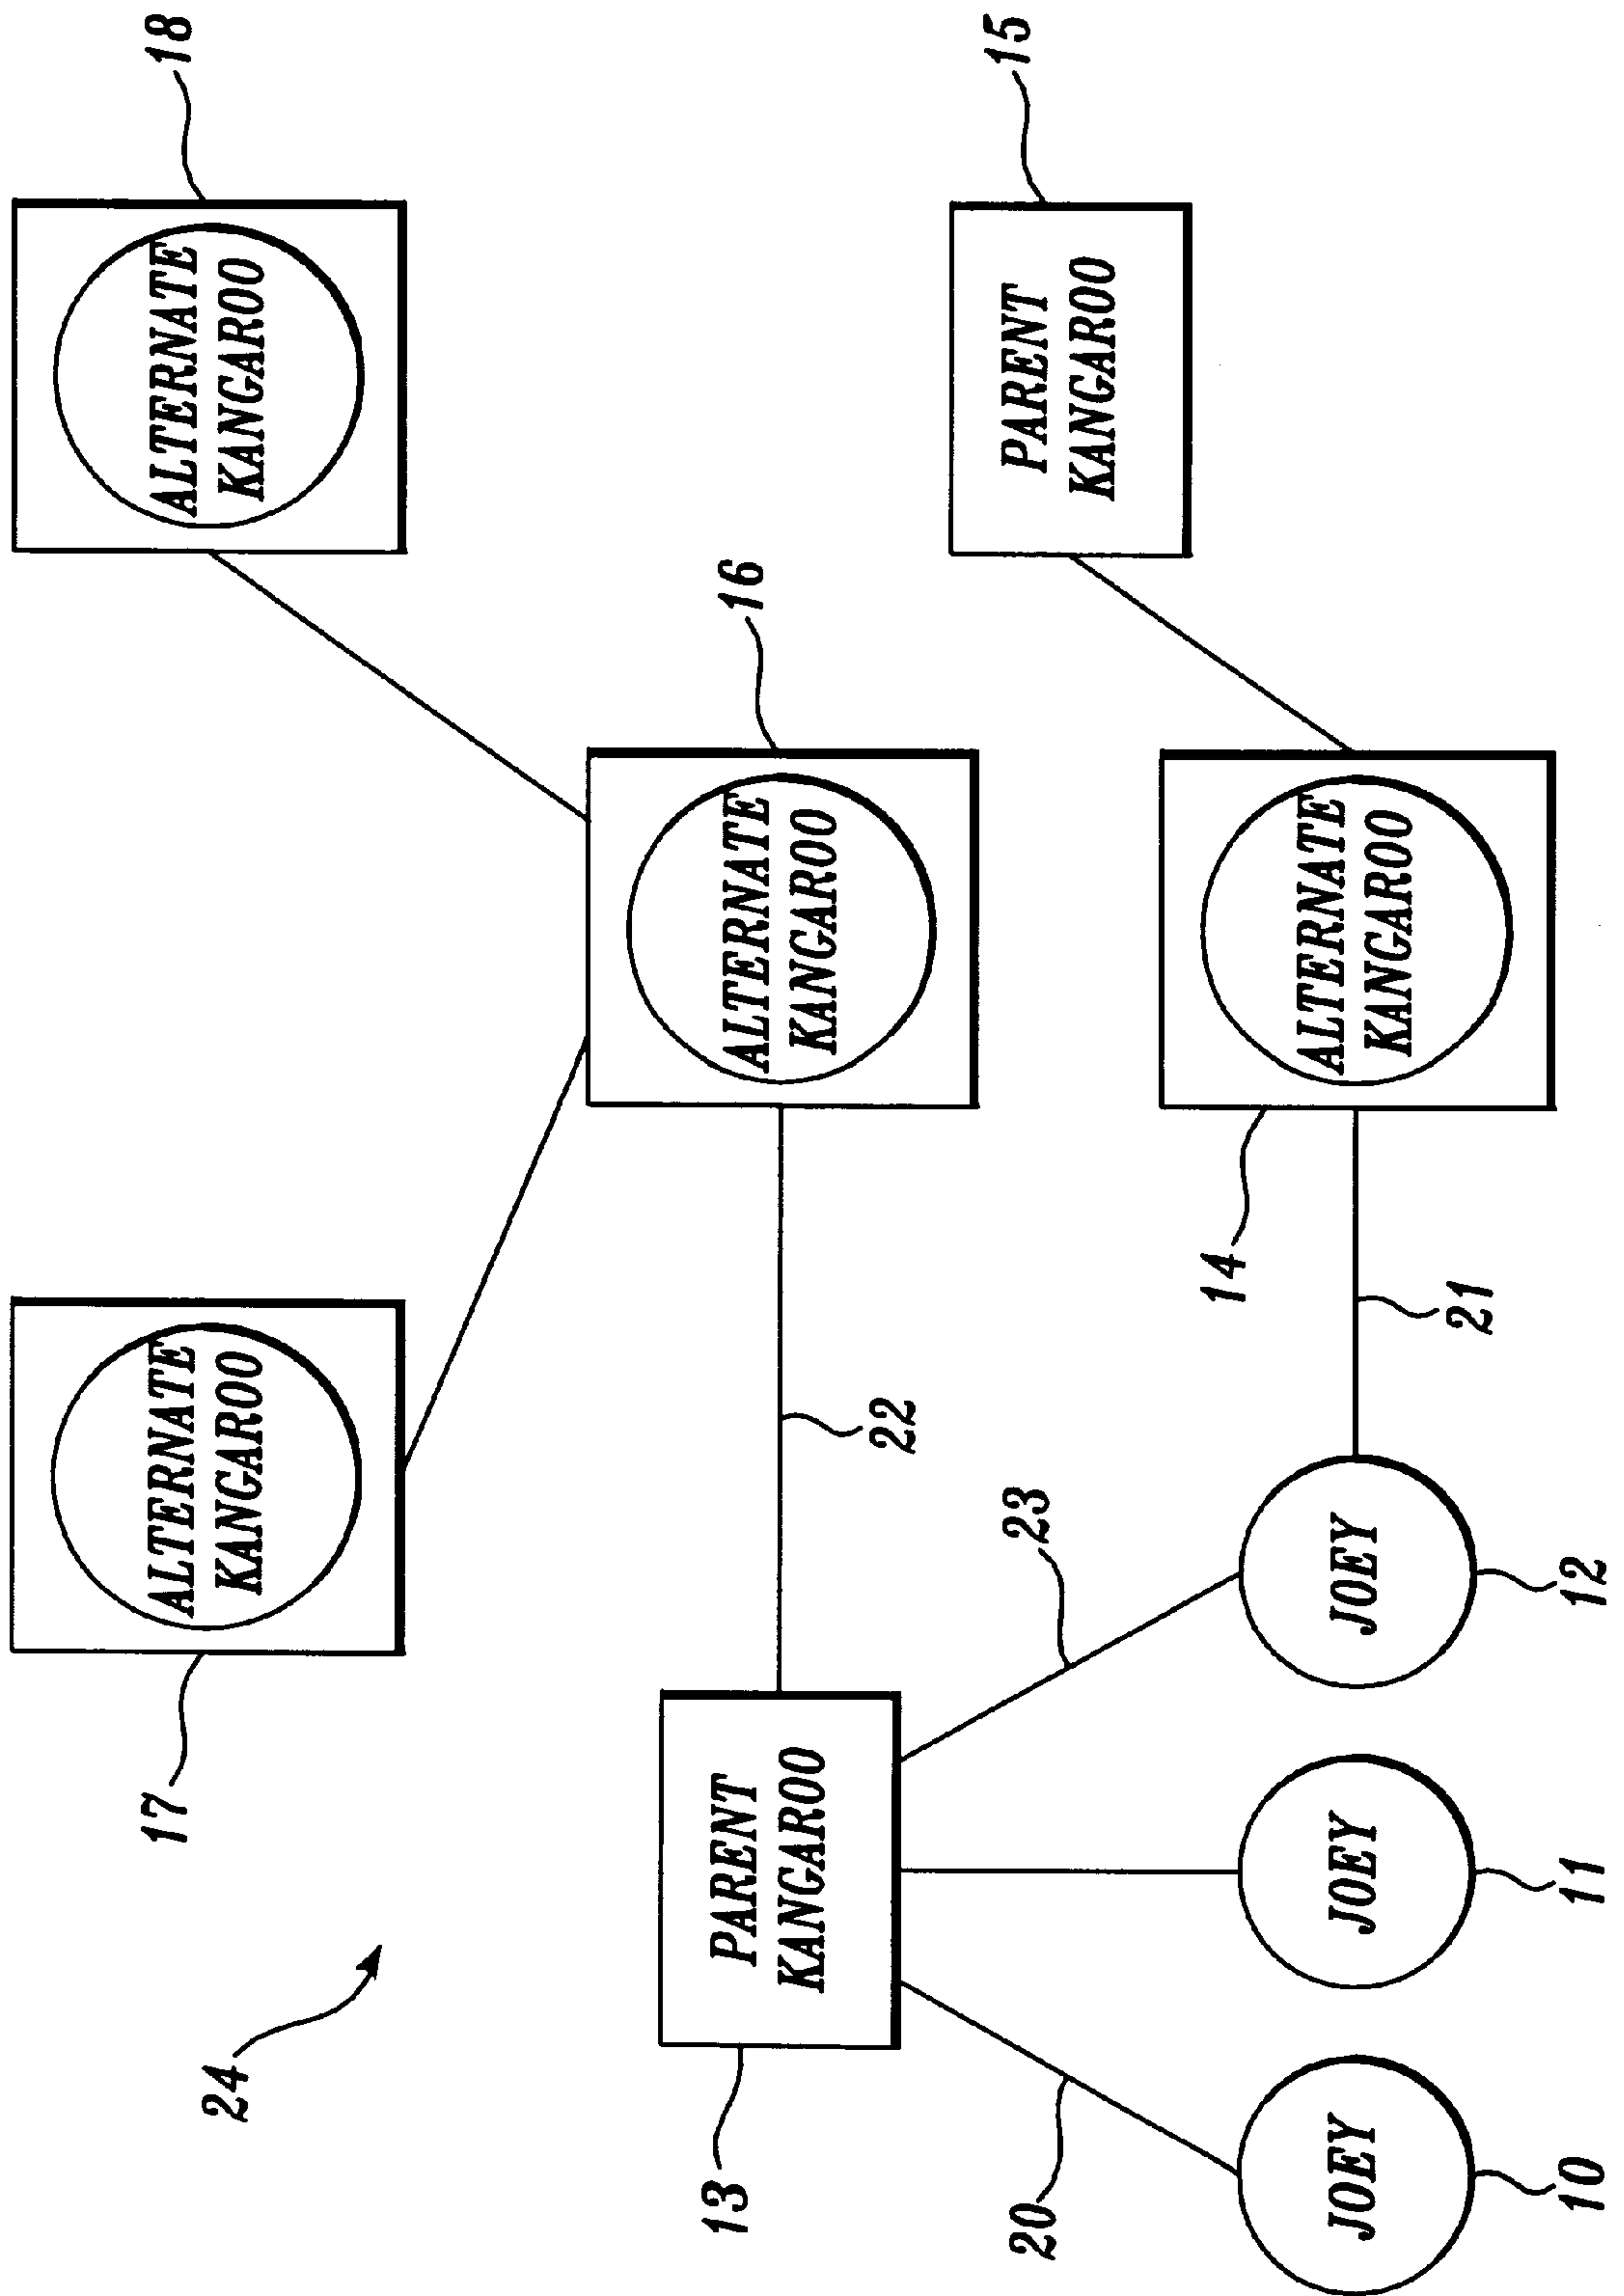 17
ALTERNATE
KANGAROO
ALTERNATE
KANGAROO
18
24
13
PARENT
KANGAROO
ALTERNATE
KANGAROO
16
22
20
23
PARENT
KANGAROO
15
14
JOEY
JOEY
JOEY
ALTERNATE
KANGAROO
21
10
11
12